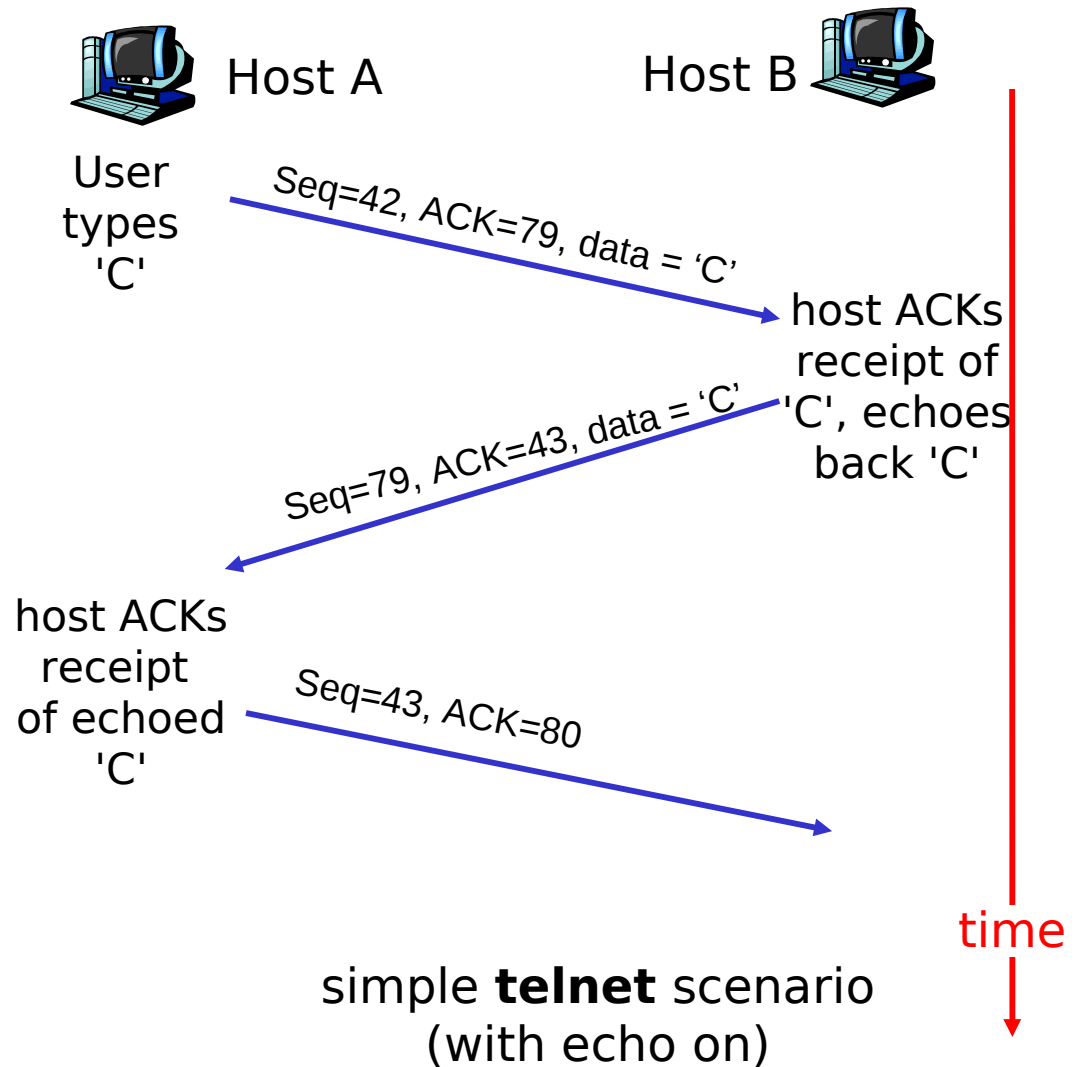 Host A
Host B
User
types
'C'
Seq=42, ACK=79, data = ‘C’
host ACKs
receipt of
'C', echoes
back 'C'
Seq=79, ACK=43, data = ‘C’
host ACKs
receipt
of echoed
'C'
Seq=43, ACK=80
time
simple telnet scenario
(with echo on)